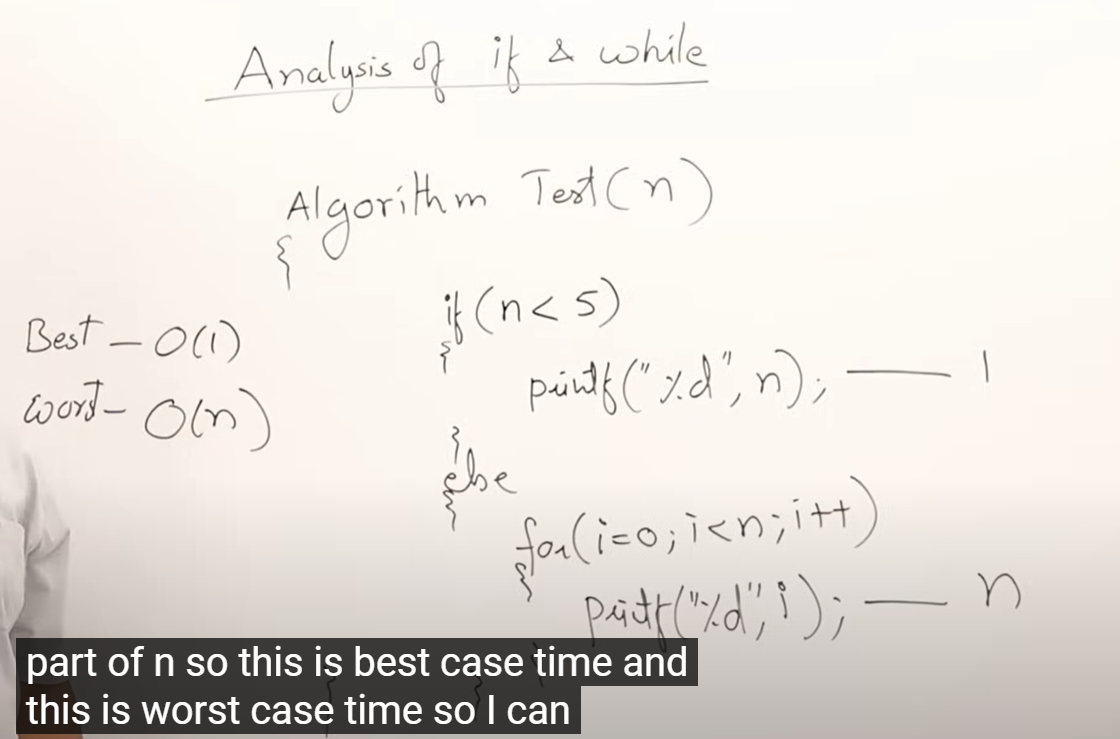 Analysis of if & while
Algorithm Test(n)
{
if (n < 5)
{
printf("%d", n); — 1
}
else
{
for(i=0; i<n; i++)
{
printf("%d", i); — n
}
}
Best - O(1)
worst - O(n)
part of n so this is best case time and
this is worst case time so I can